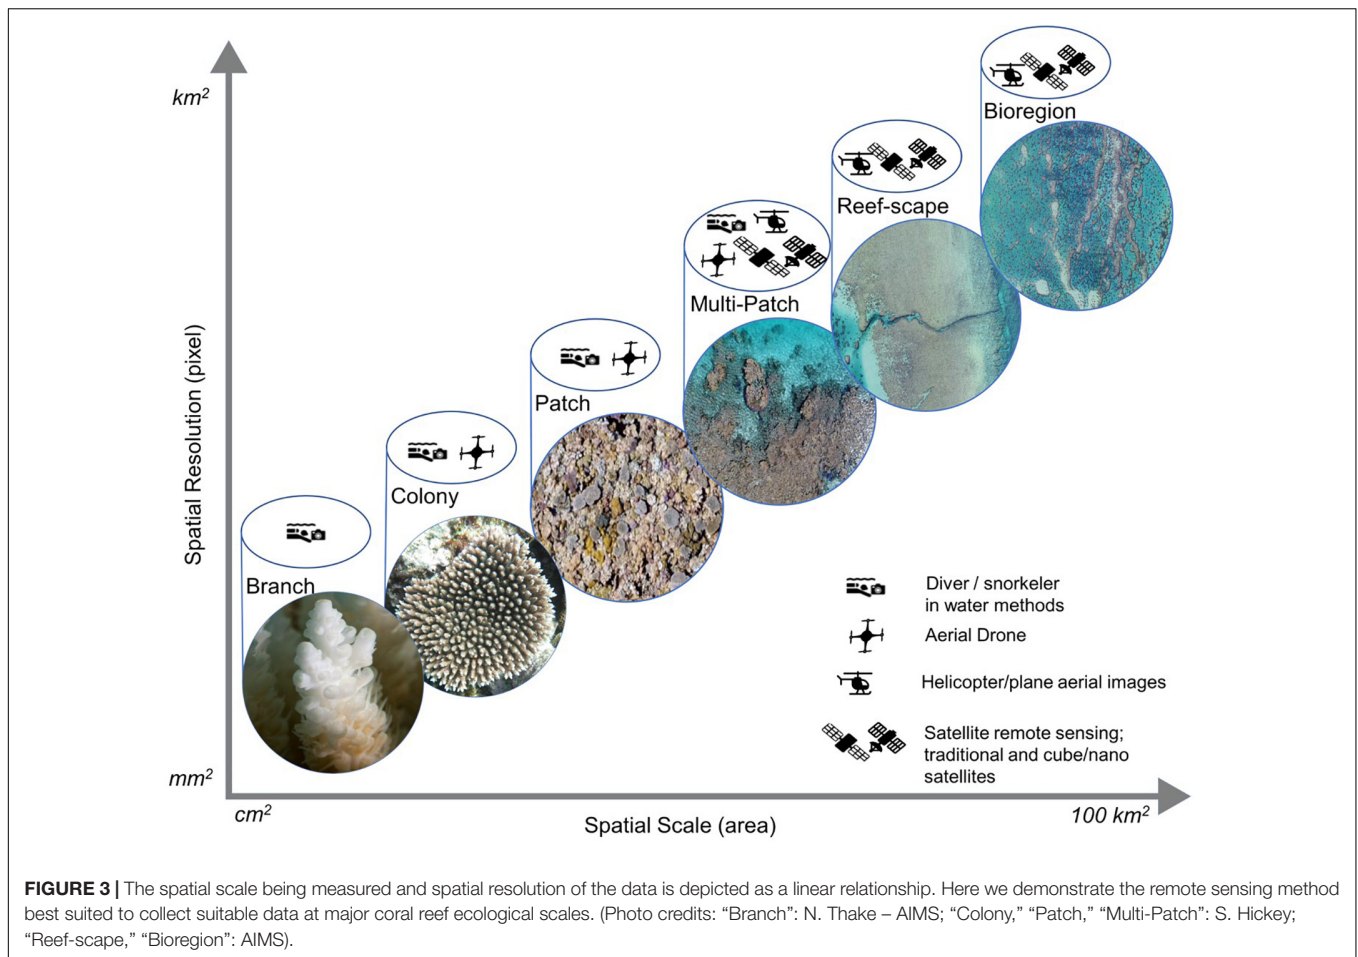 km²
Bioregion
Reef-scape
Multi-Patch
Patch
Colony
Branch
Spatial Resolution (pixel)
Diver / snorkeler
in water methods
Aerial Drone
Helicopter/plane aerial images
Satellite remote sensing;
traditional and cube/nano
satellites
mm²
cm²
100 km²
Spatial Scale (area)
FIGURE 3 | The spatial scale being measured and spatial resolution of the data is depicted as a linear relationship. Here we demonstrate the remote sensing method
best suited to collect suitable data at major coral reef ecological scales. (Photo credits: “Branch”: N. Thake – AIMS; “Colony,” “Patch,” “Multi-Patch”: S. Hickey;
“Reef-scape,” “Bioregion”: AIMS).